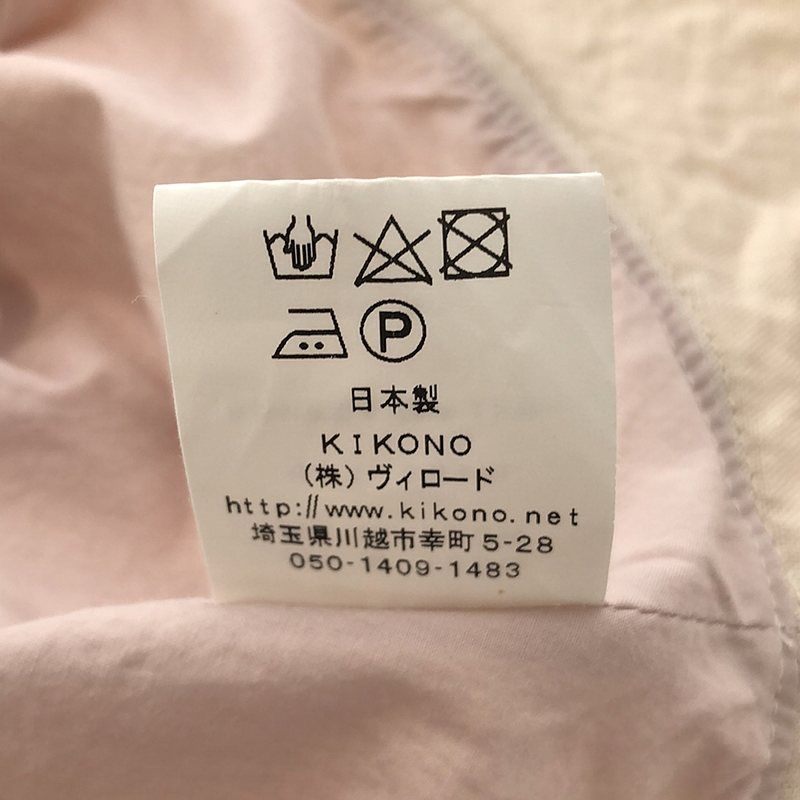 P
日本製
KIKONO
(株)ヴィロード
http://www.kikono.net
埼玉県川越市幸町5-28
050-1409-1483